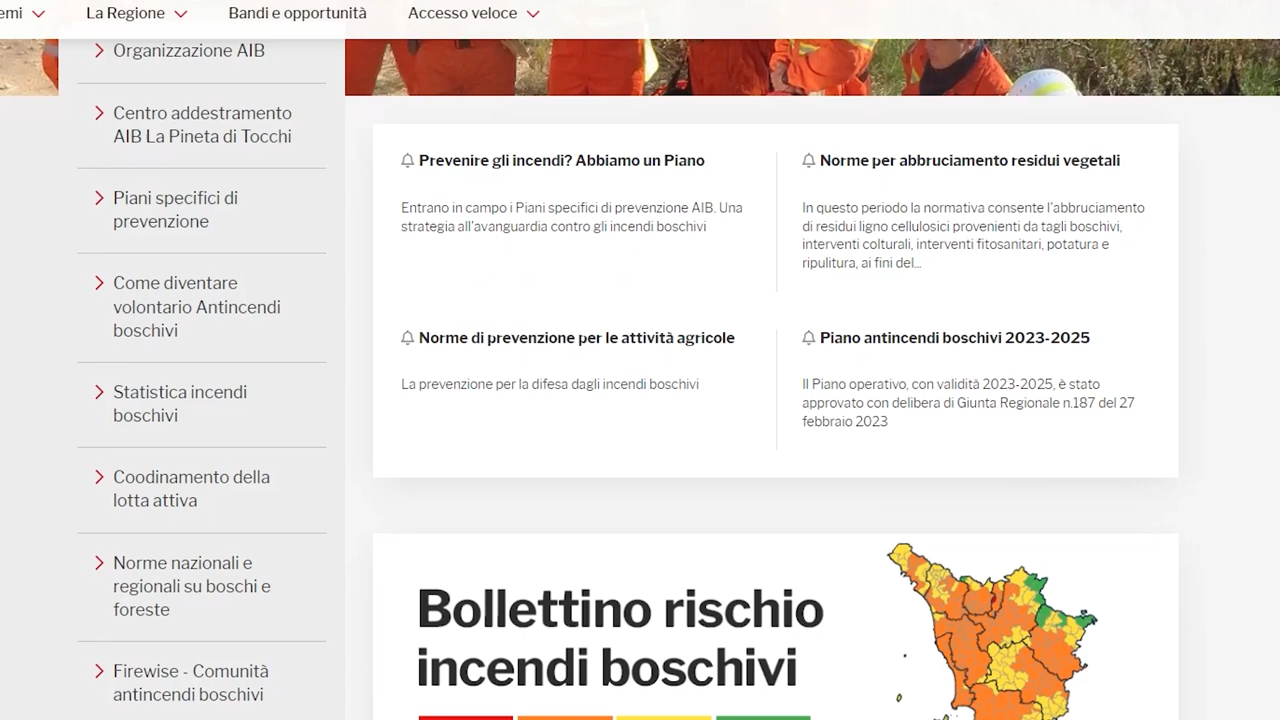 emi
La Regione
Bandi e opportunità
Accesso veloce
Organizzazione AIB
Centro addestramento
AIB La Pineta di Tocchi
Piani specifici di
prevenzione
Come diventare
volontario Antincendi
boschivi
Statistica incendi
boschivi
Coodinamento della
lotta attiva
Norme nazionali e
regionali su boschi e
foreste
Firewise - Comunità
antincendi boschivi
Prevenire gli incendi? Abbiamo un Piano
Entrano in campo i Piani specifici di prevenzione AIB. Una
strategia all'avanguardia contro gli incendi boschivi
Norme per abbruciamento residui vegetali
In questo periodo la normativa consente l'abbruciamento
di residui ligno cellulosici provenienti da tagli boschivi,
interventi colturali, interventi fitosanitari, potatura e
ripulitura, ai fini del...
Norme di prevenzione per le attività agricole
La prevenzione per la difesa dagli incendi boschivi
Piano antincendi boschivi 2023-2025
Il Piano operativo, con validità 2023-2025, è stato
approvato con delibera di Giunta Regionale n.187 del 27
febbraio 2023
Bollettino rischio
incendi boschivi